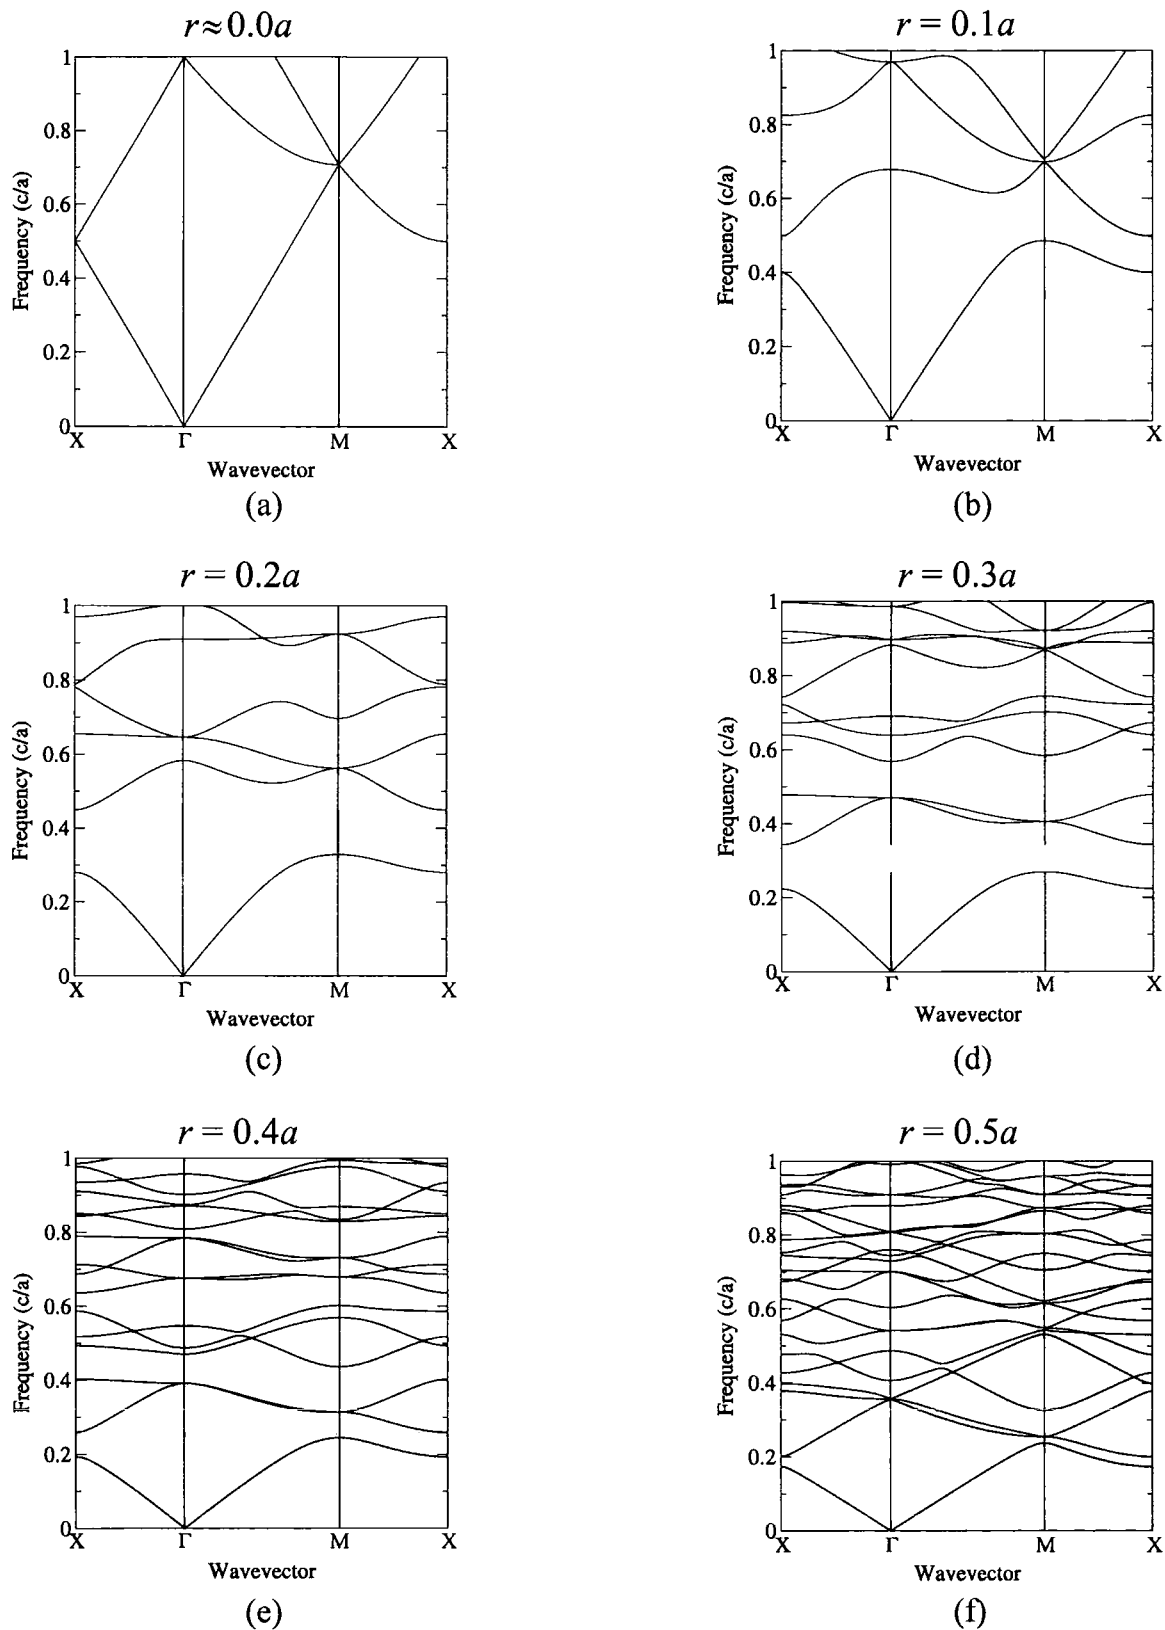 r≈0.0a
r = 0.1a
1
0.8
0.6
0.4
0.2
0
Frequency (c/a)
X Γ M X
Wavevector
(a)
1
0.8
0.6
0.4
0.2
0
Frequency (c/a)
X Γ M X
Wavevector
(b)
r = 0.2a
r = 0.3a
1
0.8
0.6
0.4
0.2
0
Frequency (c/a)
X Γ M X
Wavevector
(c)
1
0.8
0.6
0.4
0.2
0
Frequency (c/a)
X Γ M X
Wavevector
(d)
r = 0.4a
r = 0.5a
1
0.8
0.6
0.4
0.2
0
Frequency (c/a)
X Γ M X
Wavevector
(e)
1
0.8
0.6
0.4
0.2
0
Frequency (c/a)
X Γ M X
Wavevector
(f)